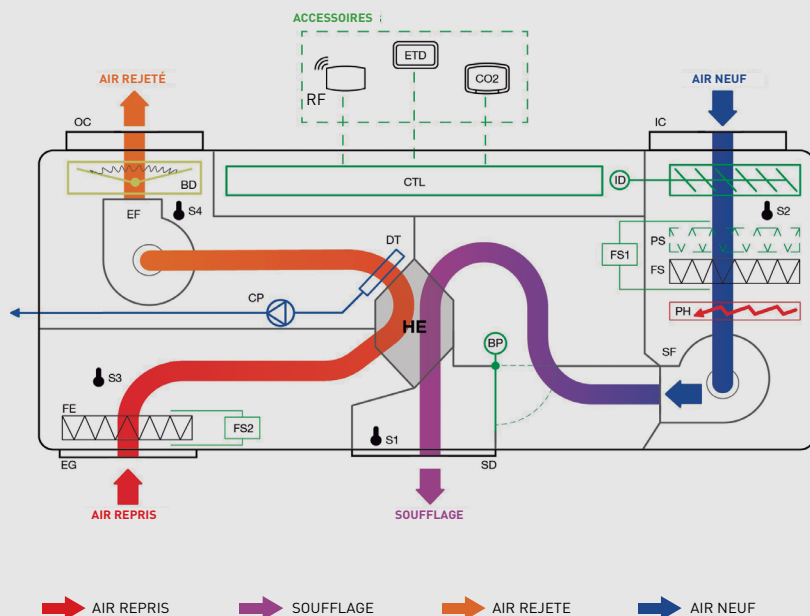 ACCESSOIRES :
ETD
CO2
RF
AIR REJETÉ
AIR NEUF
OC
IC
BD
CTL
ID
EF
S4
S2
DT
PS
FS1
FS
CP
HE
PH
BP
SF
S3
FE
FS2
S1
EG
SD
AIR REPRIS
SOUFFLAGE
AIR REPRIS
SOUFFLAGE
AIR REJETE
AIR NEUF